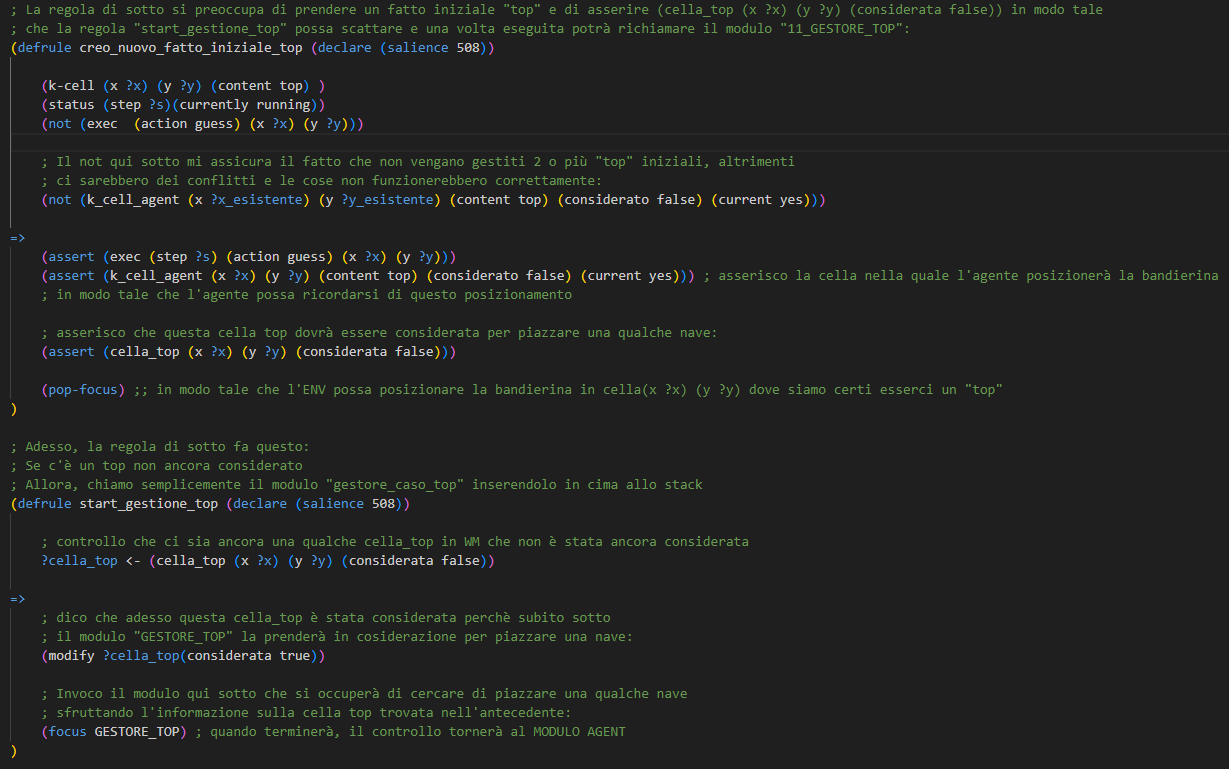 ; La regola di sotto si preoccupa di prendere un fatto iniziale "top" e di asserire (cella_top (x ?x) (y ?y) (considerata false)) in modo tale
; che la regola "start_gestione_top" possa scattare e una volta eseguita potrà richiamare il modulo "11_GESTORE_TOP":
(defrule creo_nuovo_fatto_iniziale_top (declare (salience 508))
(k-cell (x ?x) (y ?y) (content top) )
(status (step ?s)(currently running))
(not (exec  (action guess) (x ?x) (y ?y)))
; Il not qui sotto mi assicura il fatto che non vengano gestiti 2 o più "top" iniziali, altrimenti
; ci sarebbero dei conflitti e le cose non funzionerebbero correttamente:
(not (k_cell_agent (x ?x_esistente) (y ?y_esistente) (content top) (considerato false) (current yes)))
=>
(assert (exec (step ?s) (action guess) (x ?x) (y ?y)))
(assert (k_cell_agent (x ?x) (y ?y) (content top) (considerato false) (current yes))) ; asserisco la cella nella quale l'agente posizionerà la bandierina
; in modo tale che l'agente possa ricordarsi di questo posizionamento
; asserisco che questa cella top dovrà essere considerata per piazzare una qualche nave:
(assert (cella_top (x ?x) (y ?y) (considerata false)))
(pop-focus) ;; in modo tale che l'ENV possa posizionare la bandierina in cella(x ?x) (y ?y) dove siamo certi esserci un "top"
)
; Adesso, la regola di sotto fa questo:
; Se c'è un top non ancora considerato
; Allora, chiamo semplicemente il modulo "gestore_caso_top" inserendolo in cima allo stack
(defrule start_gestione_top (declare (salience 508))
; controllo che ci sia ancora una qualche cella_top in WM che non è stata ancora considerata
?cella_top <- (cella_top (x ?x) (y ?y) (considerata false))
=>
; dico che adesso questa cella_top è stata considerata perchè subito sotto
; il modulo "GESTORE_TOP" la prenderà in cosiderazione per piazzare una nave:
(modify ?cella_top(considerata true))
; Invoco il modulo qui sotto che si occuperà di cercare di piazzare una qualche nave
; sfruttando l'informazione sulla cella top trovata nell'antecedente:
(focus GESTORE_TOP) ; quando terminerà, il controllo tornerà al MODULO AGENT
)